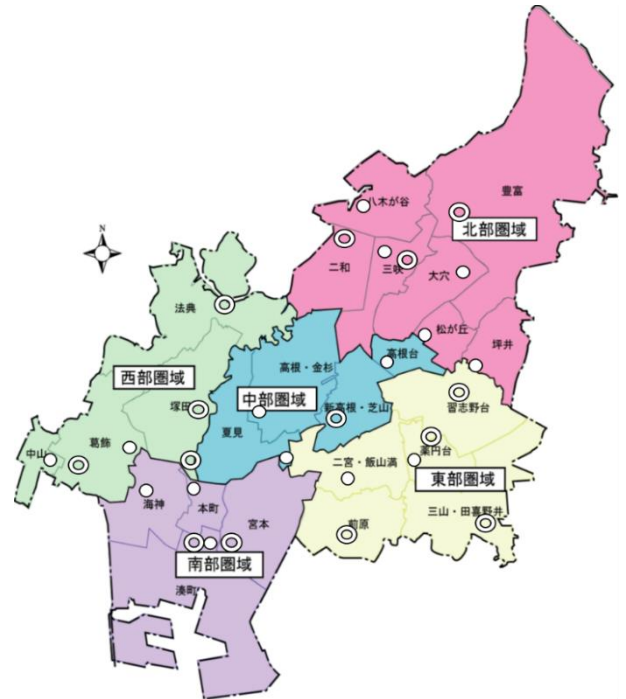 豊富
八木が谷
北部圏域
N
二和
三咲
大穴
法典
松が丘
坪井
高根台
高根・金杉
西部圏域
中部圏域
新高根・芝山
習志野台
塚田
夏見
薬円台
中山
葛飾
二宮・飯山満
東部圏域
海神
本町
宮本
前原
三山・田喜野井
南部圏域
湊町